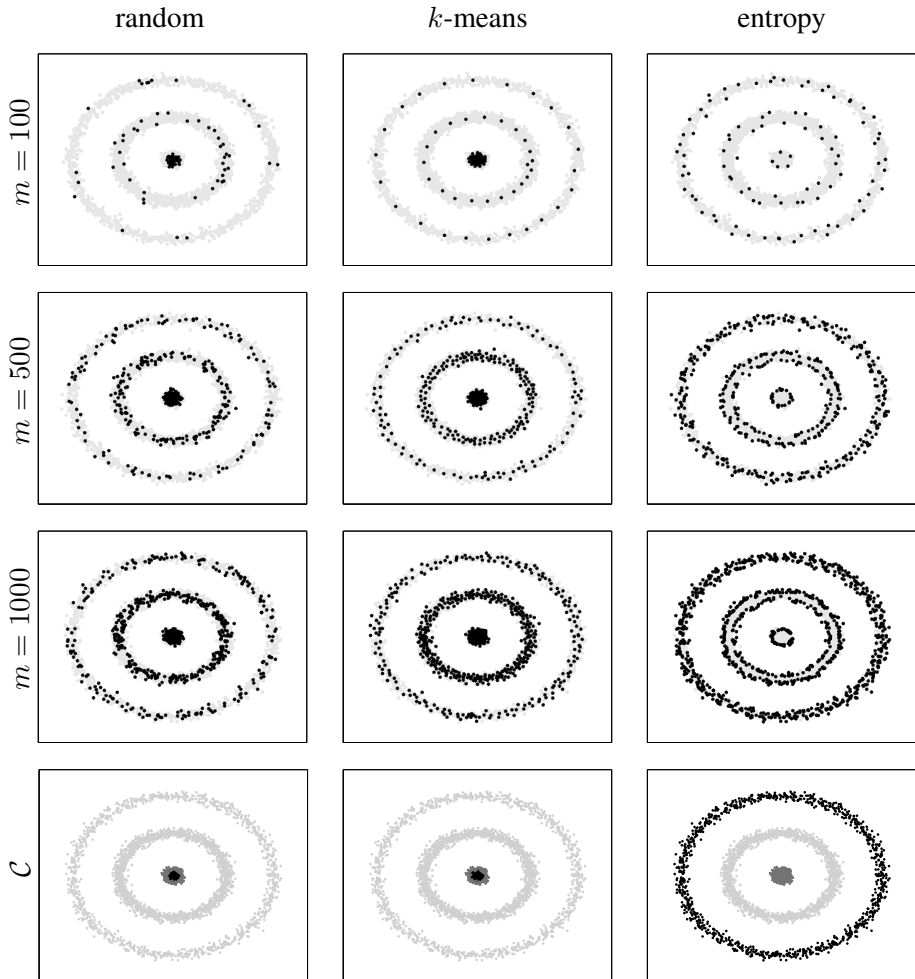 random
k-means
entropy
m = 100
m = 500
m = 1000
𝒞